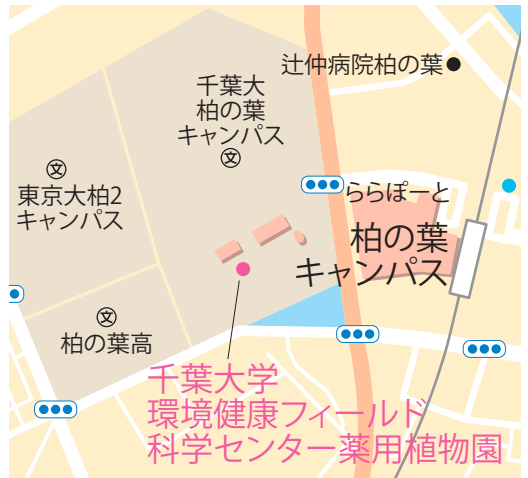 辻仲病院柏の葉
千葉大
柏の葉
キャンパス
文
文
東京大柏2
キャンパス
ららぽーと
柏の葉
キャンパス
文
柏の葉高
千葉大学
環境健康フィールド
科学センター薬用植物園